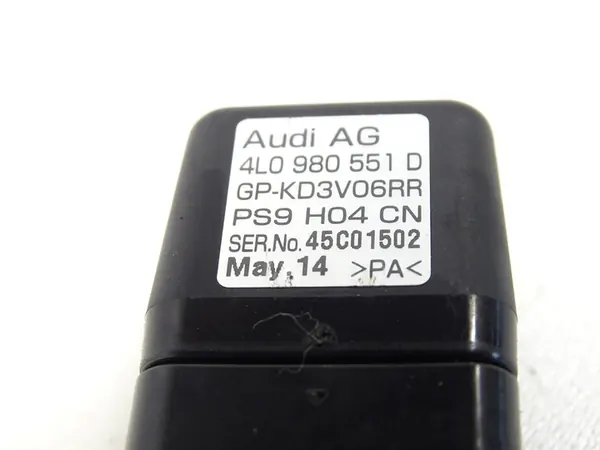 Audi AG
4L0 980 551 D
GP-KD3V06RR
PS9 H04 CN
SER.No. 45C01502
May.14 >PA<